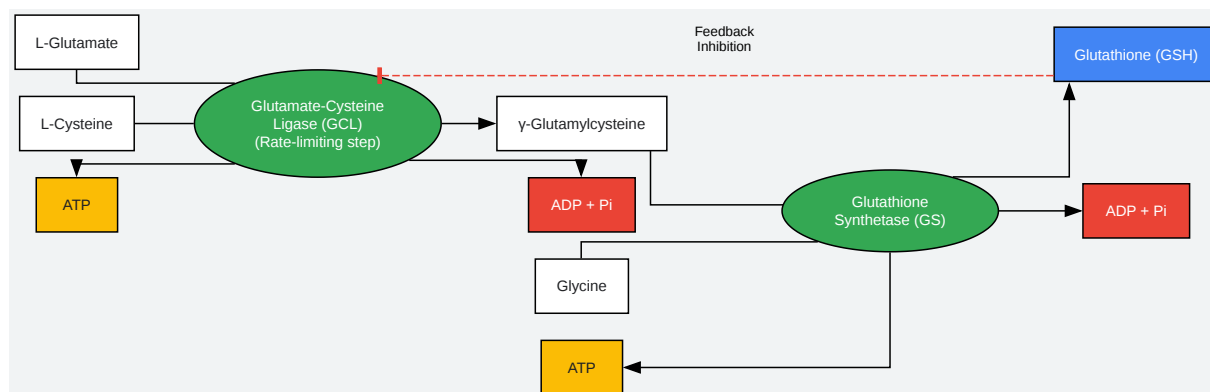 L-Glutamate
Feedback
Inhibition
Glutathione (GSH)
L-Cysteine
Glutamate-Cysteine
Ligase (GCL)
(Rate-limiting step)
γ-Glutamylcysteine
ATP
ADP + Pi
Glutathione
Synthetase (GS)
ADP + Pi
Glycine
ATP